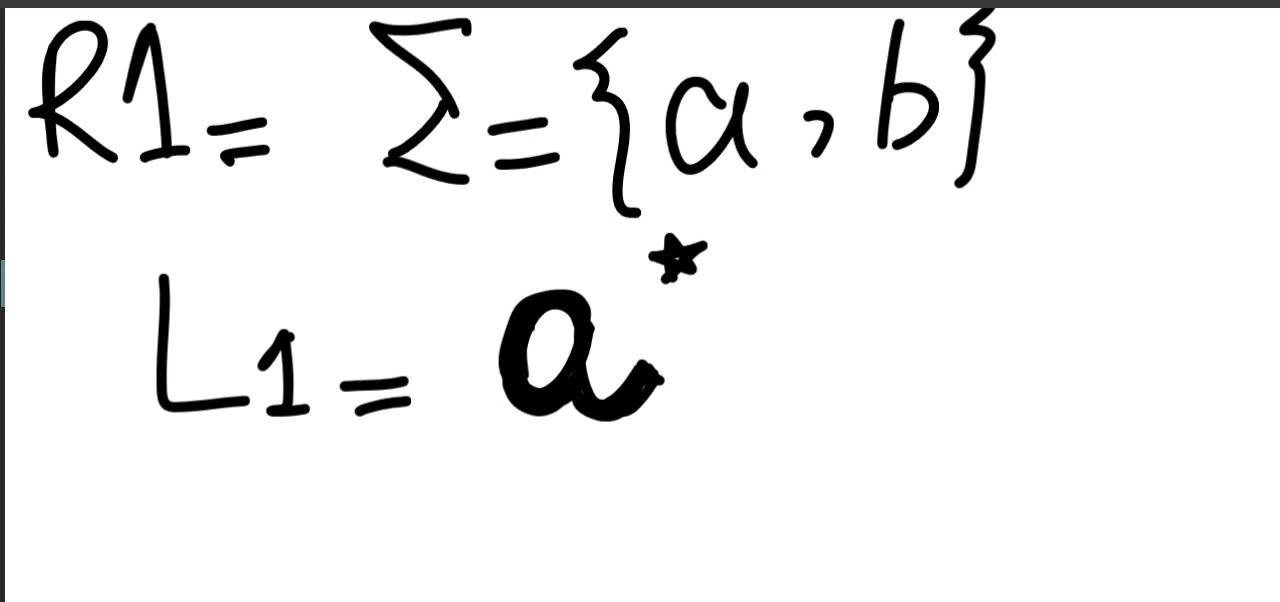 R1= Σ={a,b}
L1= a*